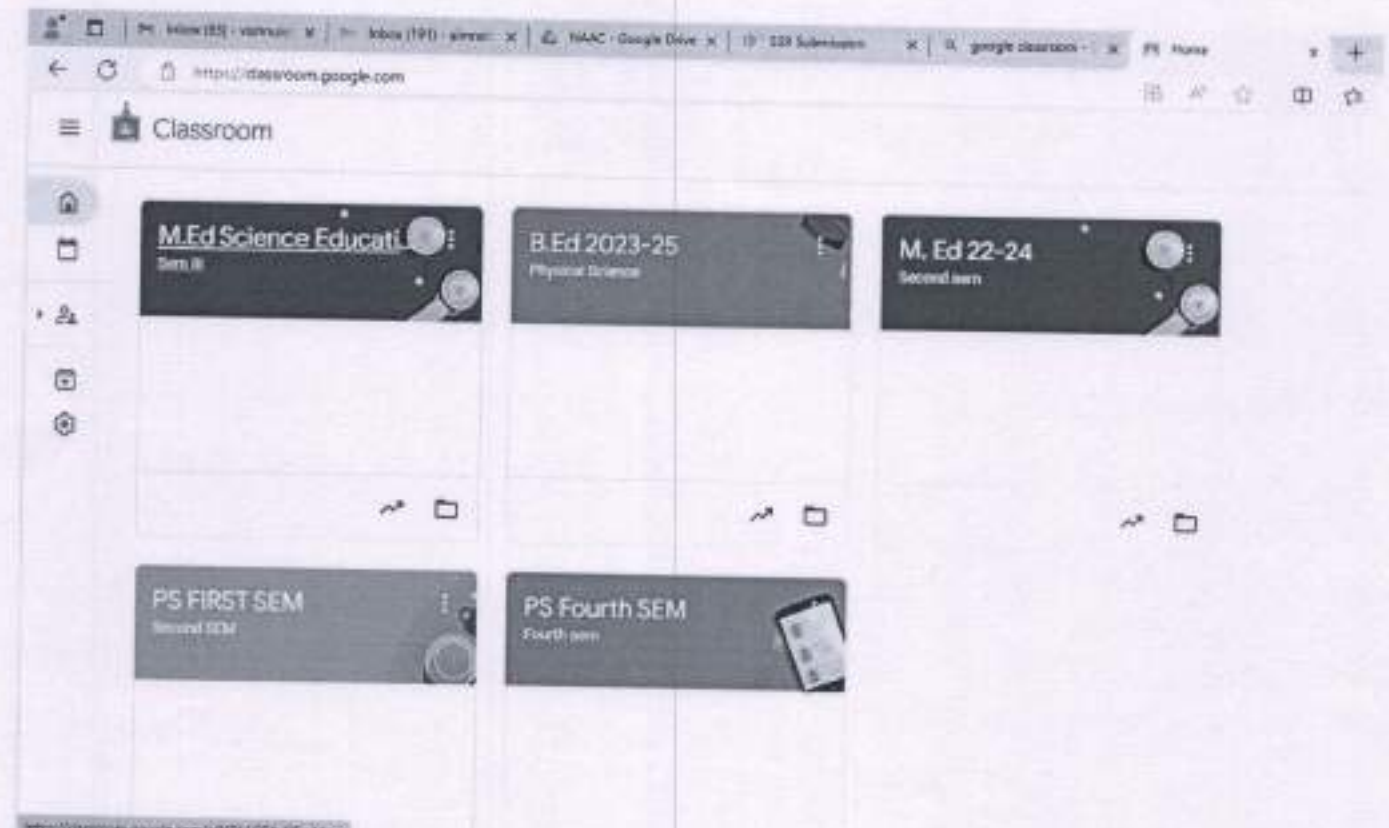 Inbox (191) -
NAAC - Google Drive
SSR Submission
google classroom -
Home
https://classroom.google.com
Classroom
M.Ed Science Educati...
Sem III
B.Ed 2023-25
Physical Science
M. Ed 22-24
Second sem
PS FIRST SEM
Second SEM
PS Fourth SEM
Fourth sem